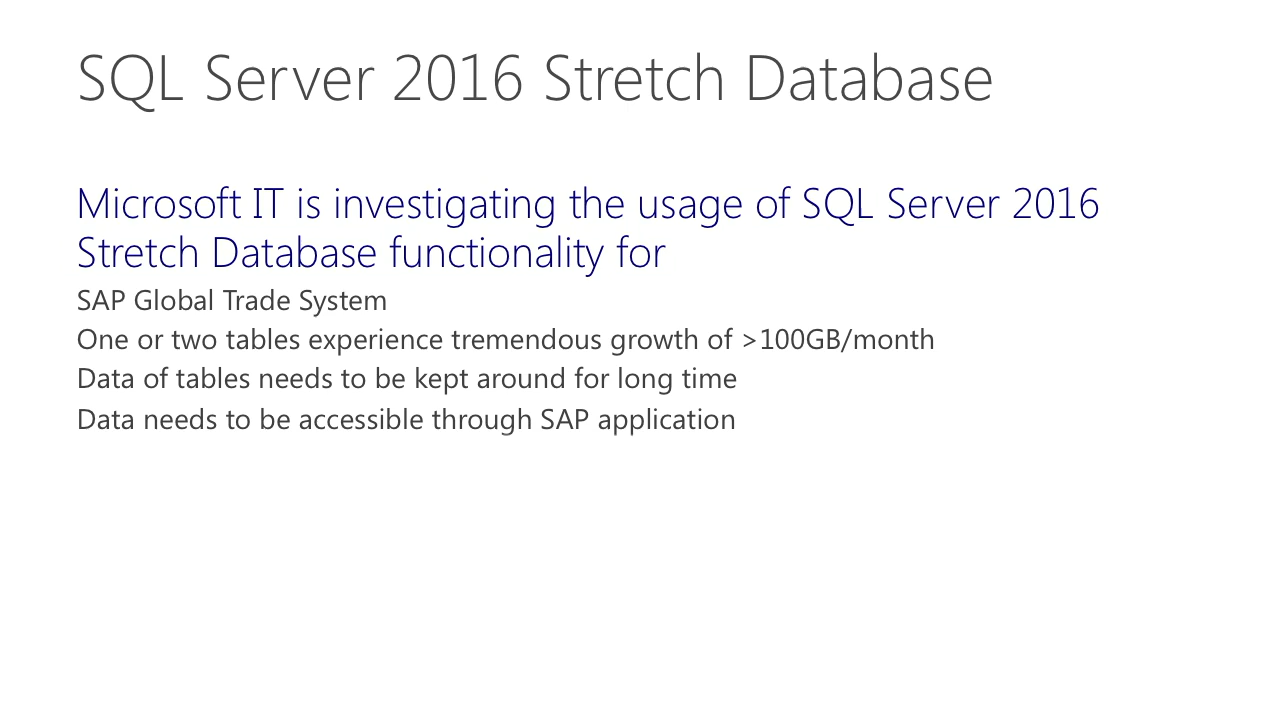 SQL Server 2016 Stretch Database
Microsoft IT is investigating the usage of SQL Server 2016
Stretch Database functionality for
SAP Global Trade System
One or two tables experience tremendous growth of >100GB/month
Data of tables needs to be kept around for long time
Data needs to be accessible through SAP application